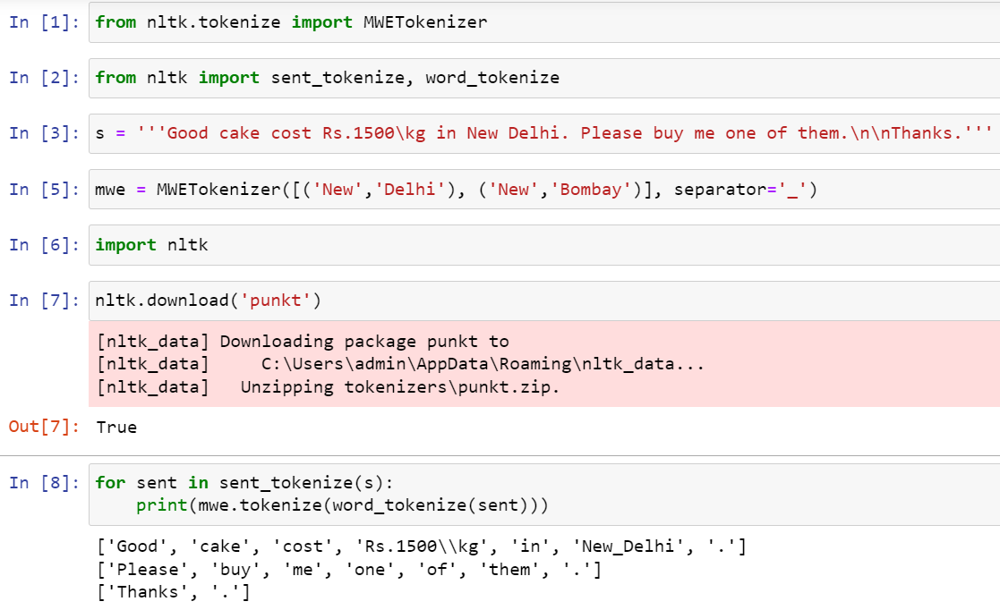 In [1]: from nltk.tokenize import MWETokenizer
In [2]: from nltk import sent_tokenize, word_tokenize
In [3]: s = '''Good cake cost Rs.1500\kg in New Delhi. Please buy me one of them.\n\nThanks.'''
In [5]: mwe = MWETokenizer([('New','Delhi'), ('New','Bombay')], separator='_')
In [6]: import nltk
In [7]: nltk.download('punkt')
[nltk_data] Downloading package punkt to
[nltk_data]     C:\Users\admin\AppData\Roaming\nltk_data...
[nltk_data]   Unzipping tokenizers\punkt.zip.
Out[7]: True
In [8]: for sent in sent_tokenize(s):
    print(mwe.tokenize(word_tokenize(sent)))
['Good', 'cake', 'cost', 'Rs.1500\\kg', 'in', 'New_Delhi', '.']
['Please', 'buy', 'me', 'one', 'of', 'them', '.']
['Thanks', '.']